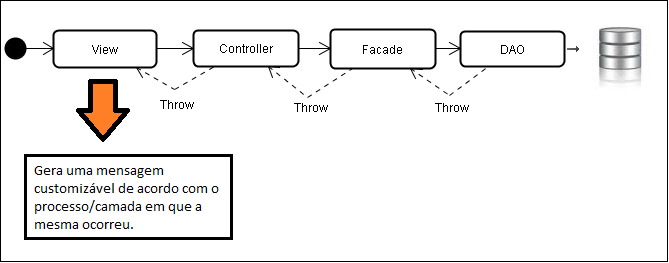 View
Controller
Facade
DAO
Throw
Throw
Throw
Gera uma mensagem
customizável de acordo com o
processo/camada em que a
mesma ocorreu.